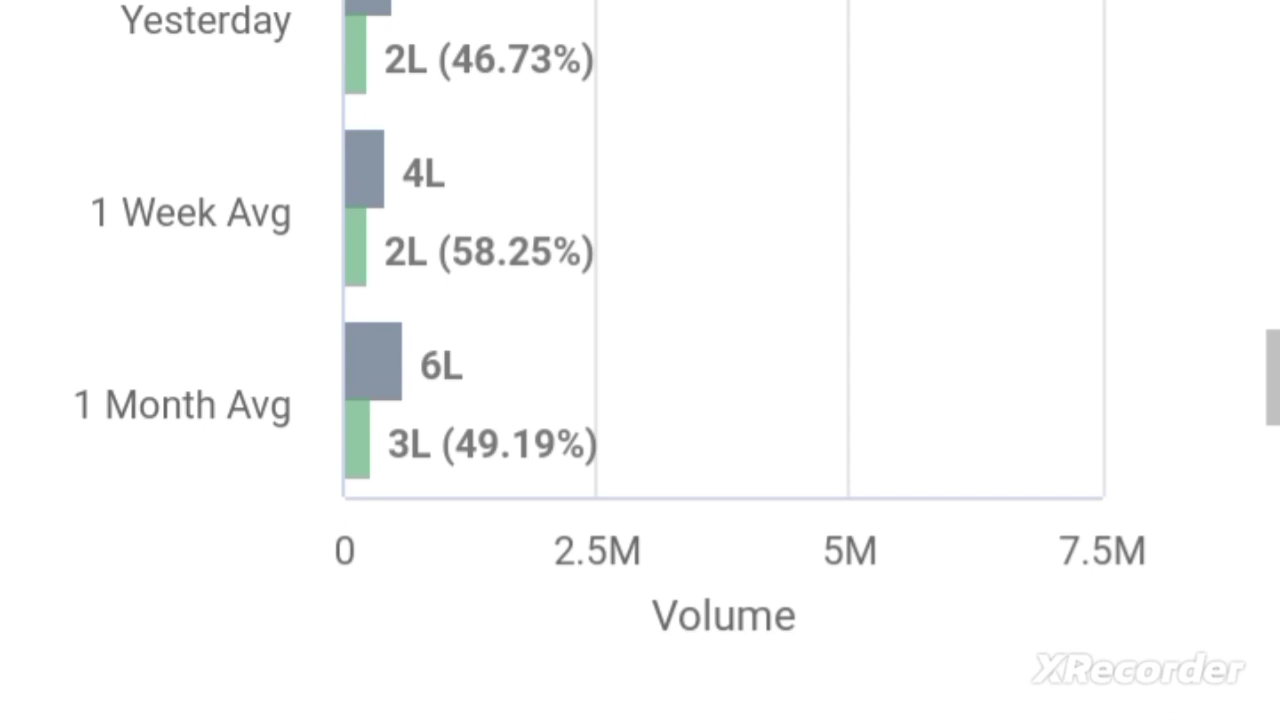 Yesterday
2L (46.73%)
4L
1 Week Avg
2L (58.25%)
6L
1 Month Avg
3L (49.19%)
0 2.5M 5M 7.5M
Volume
XRecorder